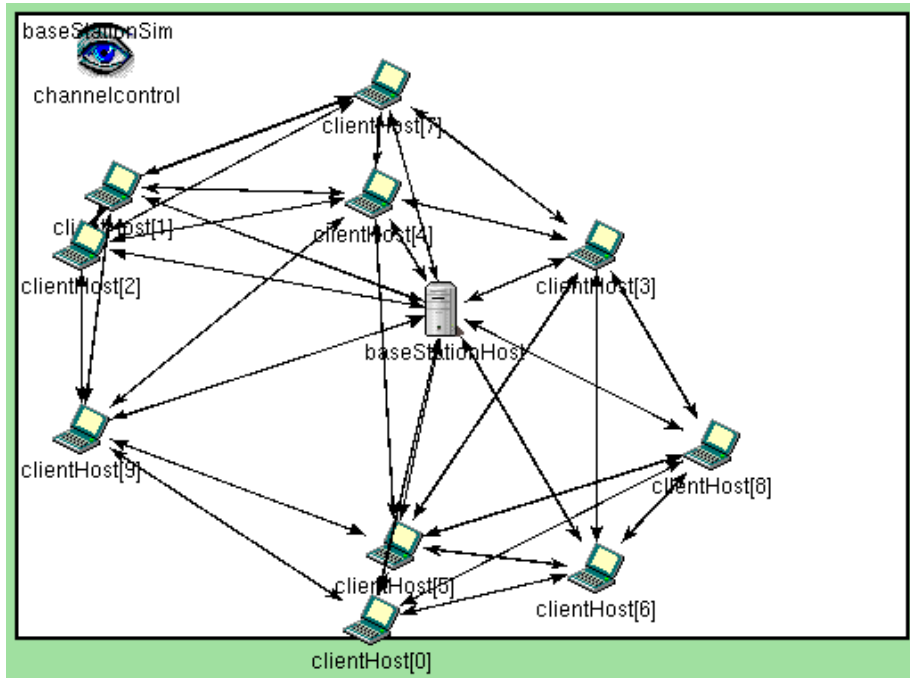 baseStationSim
channelcontrol
clientHost[7]
clientHost[1]
clientHost[4]
clientHost[2]
clientHost[3]
baseStationHost
clientHost[9]
clientHost[8]
clientHost[5]
clientHost[6]
clientHost[0]